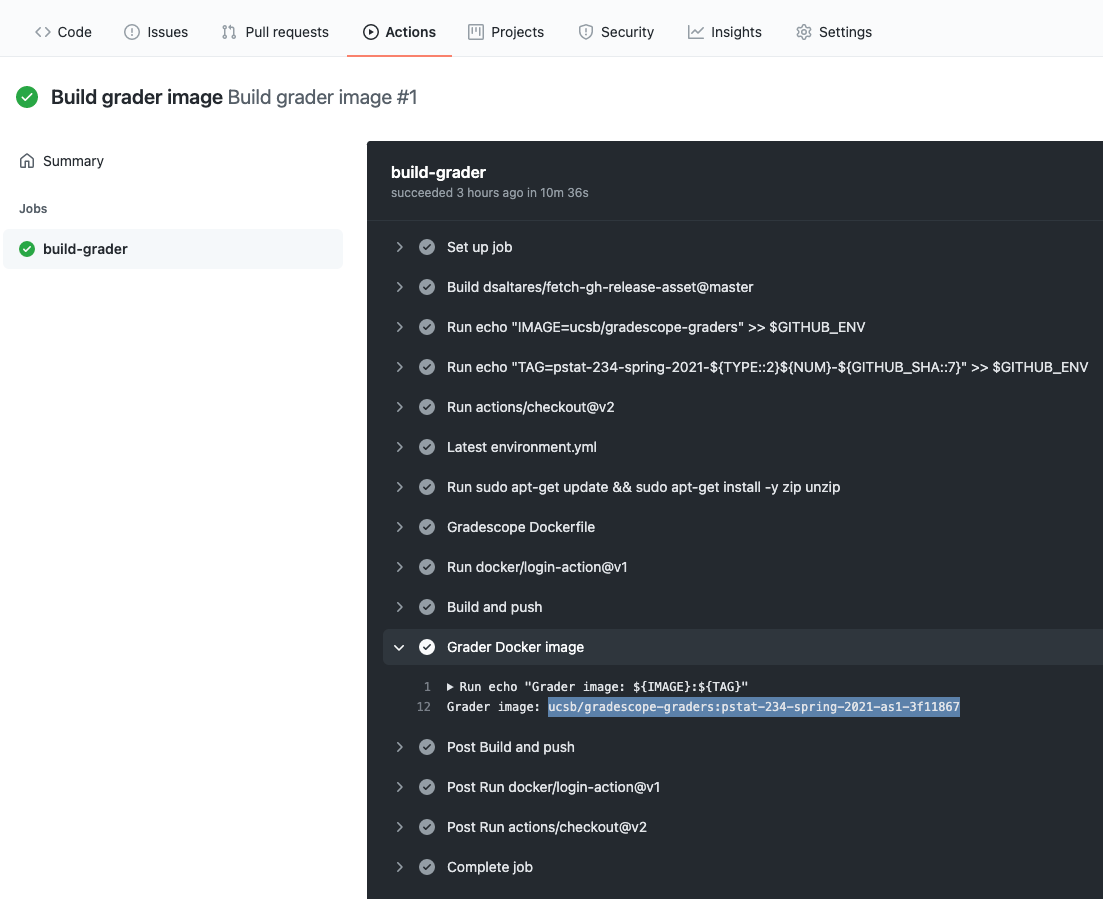 Code Issues Pull requests Actions Projects Security Insights Settings
Build grader image Build grader image #1
Summary
Jobs
build-grader
build-grader
succeeded 3 hours ago in 10m 36s
Set up job
Build dsaltares/fetch-gh-release-asset@master
Run echo "IMAGE=ucsb/gradescope-graders" >> $GITHUB_ENV
Run echo "TAG=pstat-234-spring-2021-${TYPE::2}${NUM}-${GITHUB_SHA::7}" >> $GITHUB_ENV
Run actions/checkout@v2
Latest environment.yml
Run sudo apt-get update && sudo apt-get install -y zip unzip
Gradescope Dockerfile
Run docker/login-action@v1
Build and push
Grader Docker image
1 ▶ Run echo "Grader image: ${IMAGE}:${TAG}"
12 Grader image: ucsb/gradescope-graders:pstat-234-spring-2021-as1-3f11867
Post Build and push
Post Run docker/login-action@v1
Post Run actions/checkout@v2
Complete job